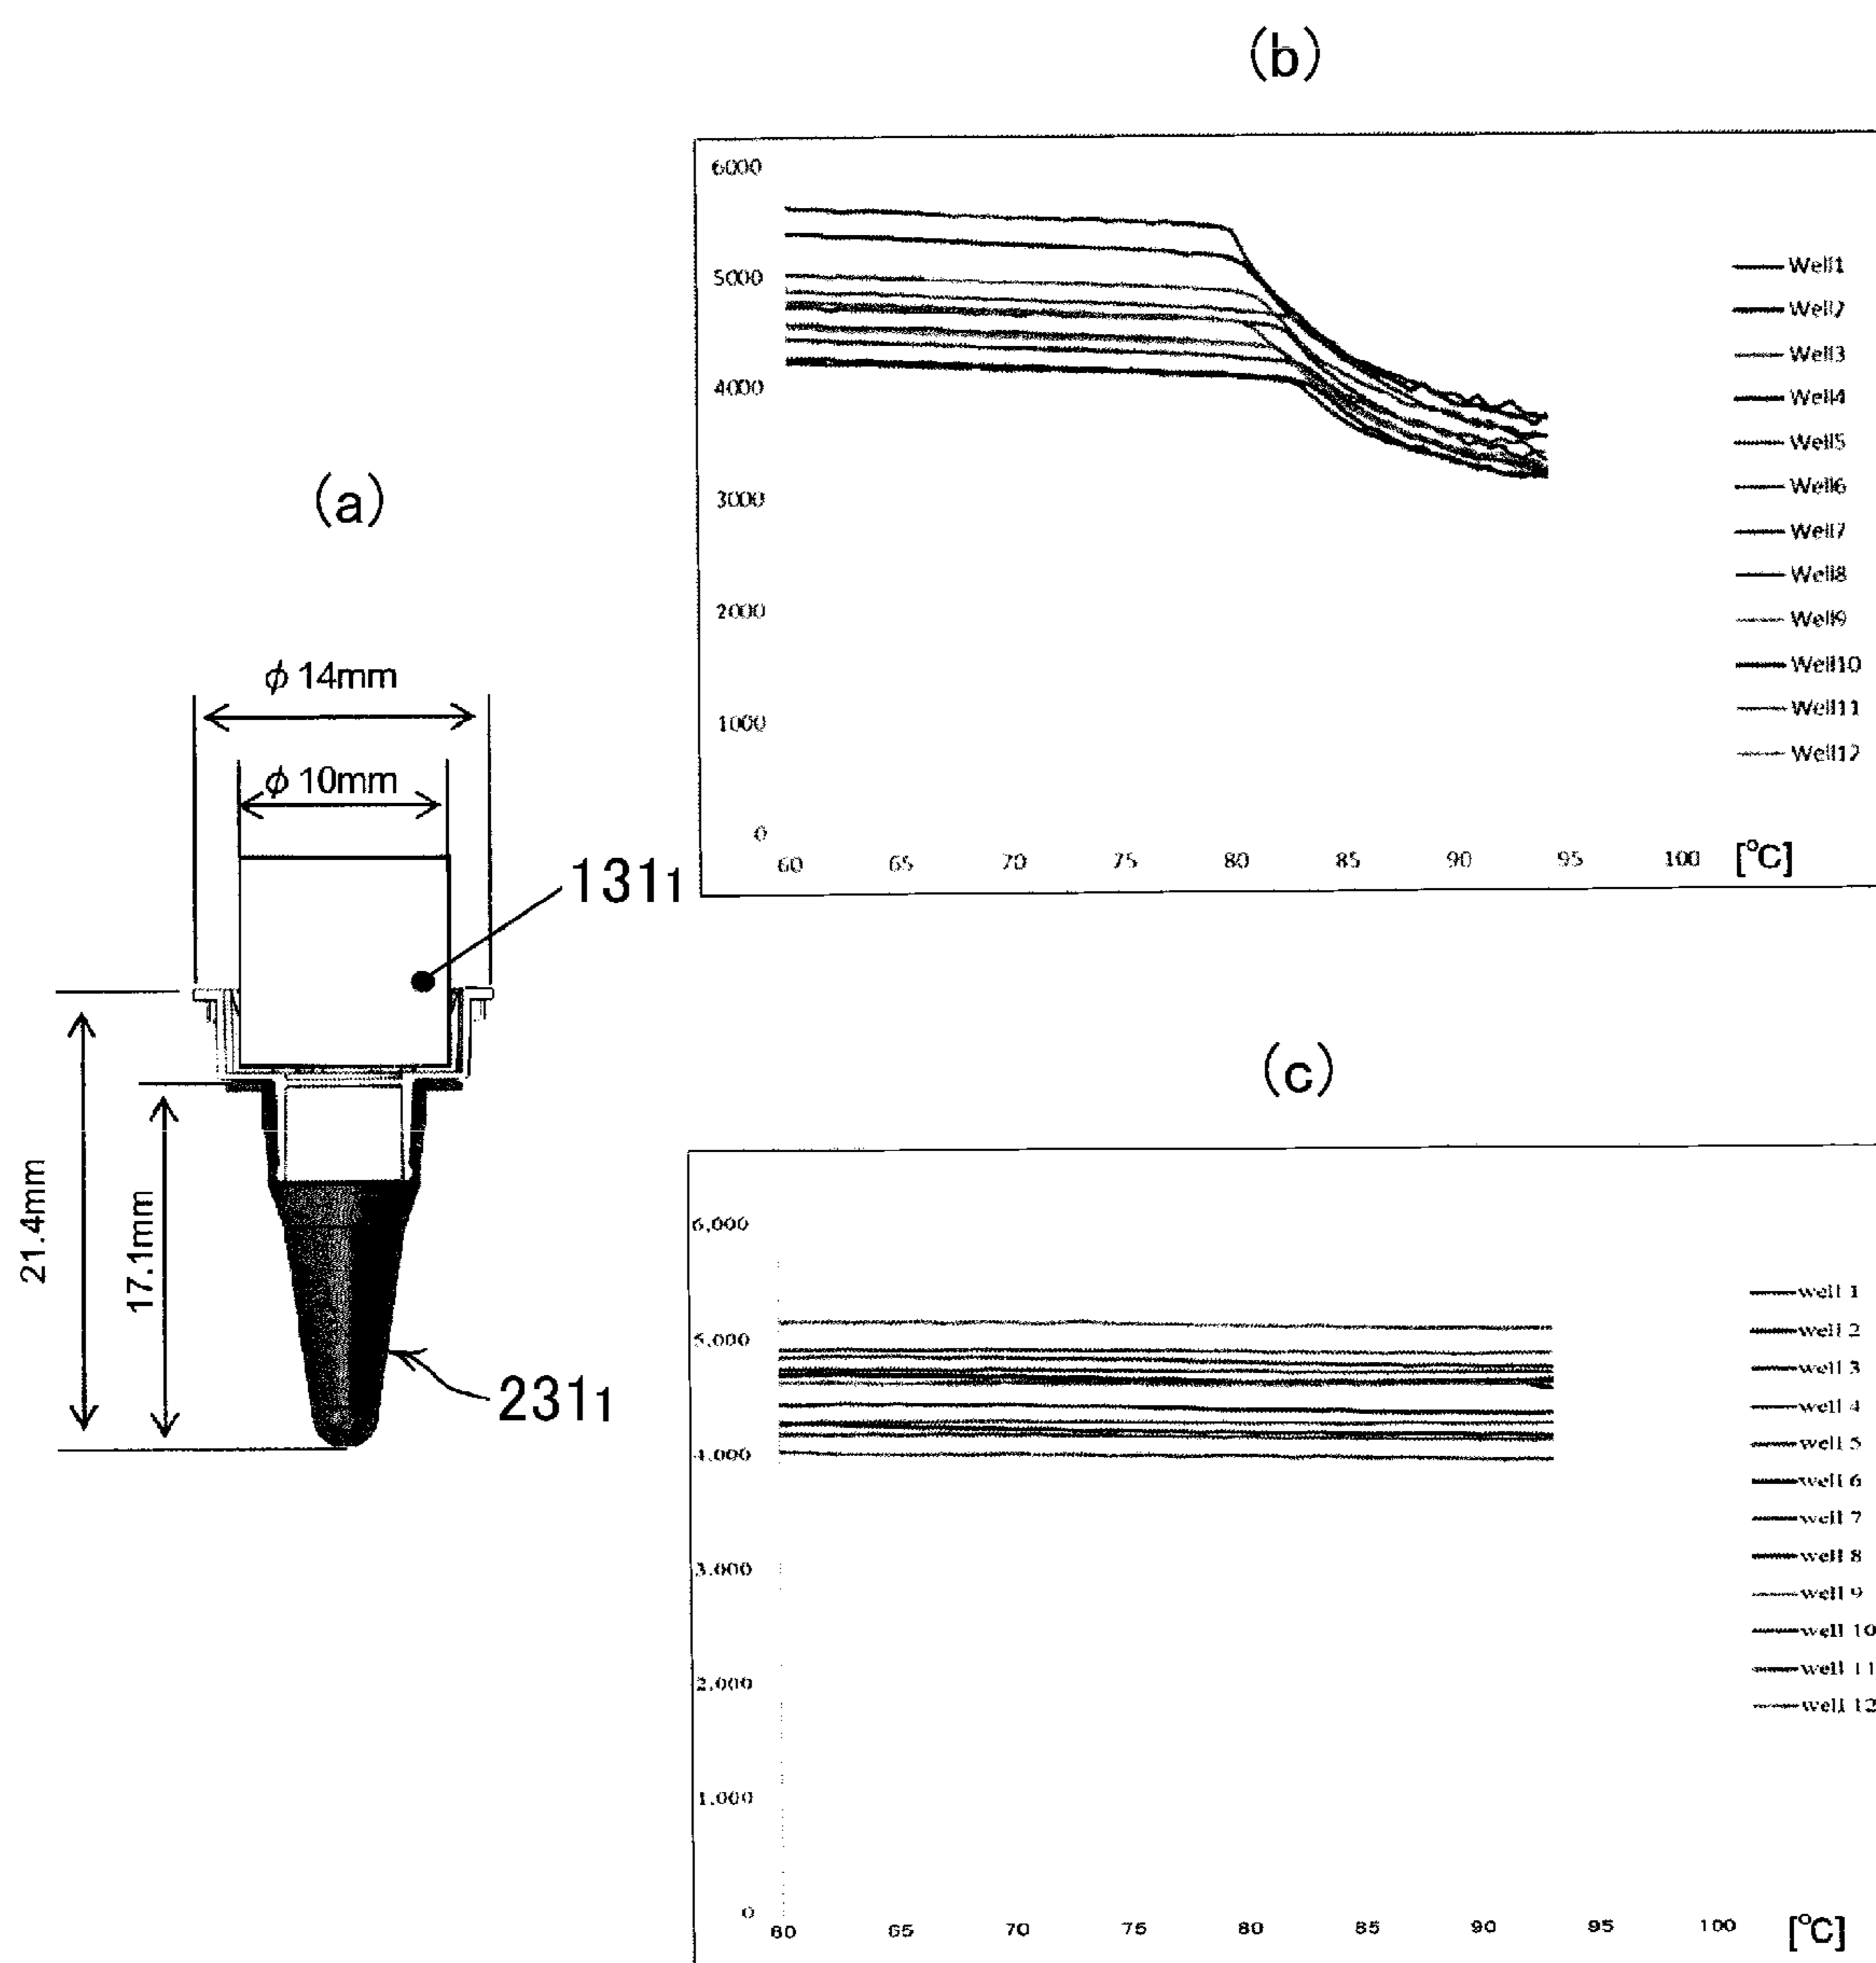 (b)
6000
5000
4000
3000
2000
1000
0
60 65 70 75 80 85 90 95 100 [°C]
Well1
Well2
Well3
Well4
Well5
Well6
Well7
Well8
Well9
Well10
Well11
Well12
(a)
φ 14mm
φ 10mm
131₁
21.4mm
17.1mm
231₁
(c)
6,000
5,000
4,000
3,000
2,000
1,000
0
60 65 70 75 80 85 90 95 100 [°C]
well 1
well 2
well 3
well 4
well 5
well 6
well 7
well 8
well 9
well 10
well 11
well 12